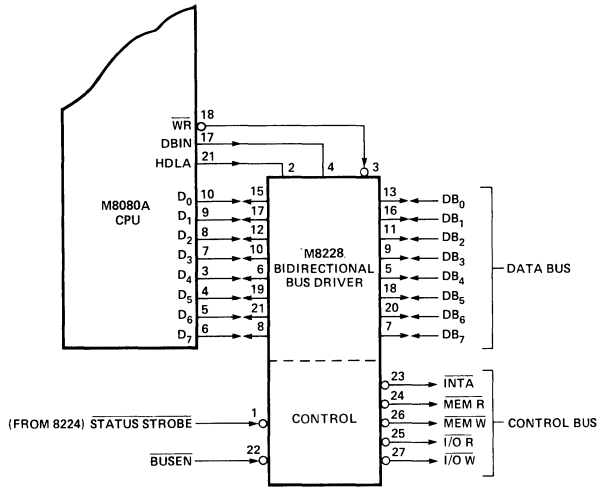 18
WR
17
DBIN
21
HDLA
2 4 3
M8080A
CPU
D0 10 15 13 DB0
D1 9 17 16 DB1
D2 8 12 11 DB2
D3 7 10 9 DB3
D4 3 6 5 DB4
D5 4 19 18 DB5
D6 5 21 20 DB6
D7 6 8 7 DB7
M8228
BIDIRECTIONAL
BUS DRIVER
DATA BUS
CONTROL
23 INTA
24 MEM R
26 MEM W
25 I/O R
27 I/O W
CONTROL BUS
(FROM 8224) STATUS STROBE 1
BUSEN 22